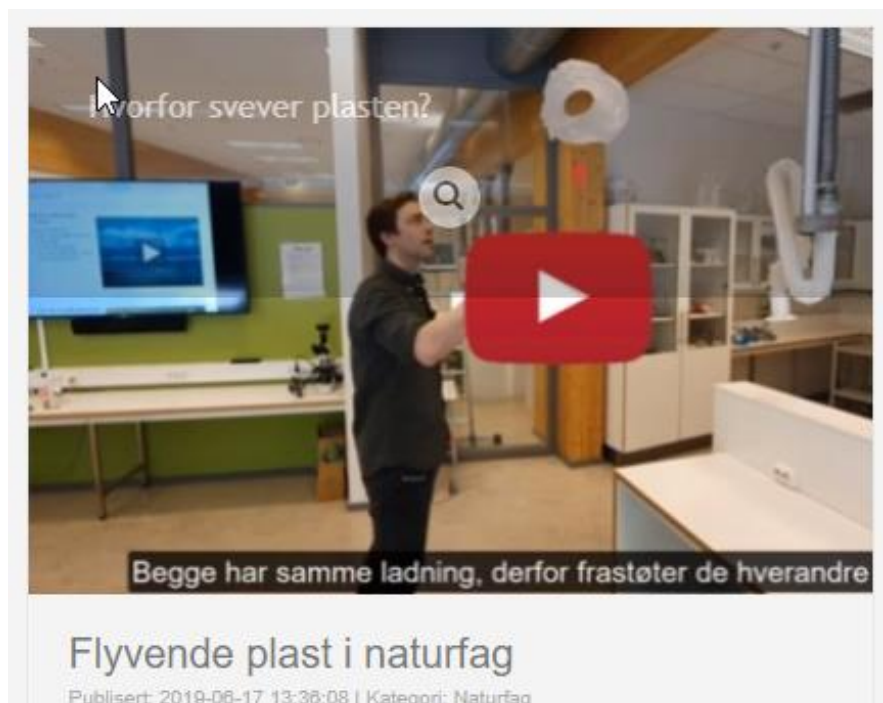 Hvorfor svever plasten?
Begge har samme ladning, derfor frastøter de hverandre
Flyvende plast i naturfag
Publisert: 2019-06-17 13:36:08 | Kategori: Naturfag